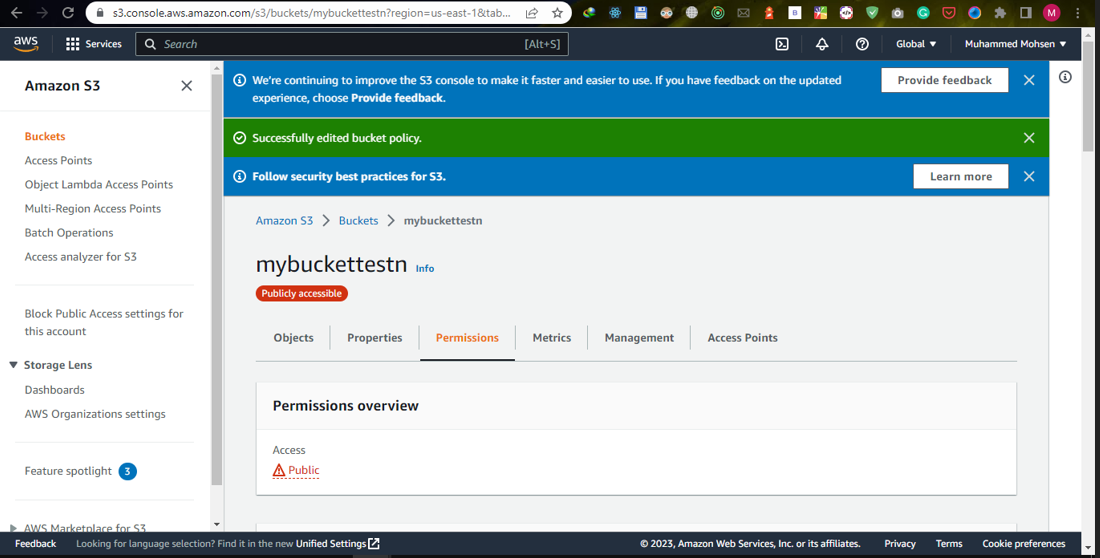 s3.console.aws.amazon.com/s3/buckets/mybuckettestn?region=us-east-1&tab...
M
aws
Services
Search
[Alt+S]
Global
Muhammed Mohsen
Amazon S3
Buckets
Access Points
Object Lambda Access Points
Multi-Region Access Points
Batch Operations
Access analyzer for S3
Block Public Access settings for
this account
Storage Lens
Dashboards
AWS Organizations settings
Feature spotlight 3
AWS Marketplace for S3
We're continuing to improve the S3 console to make it faster and easier to use. If you have feedback on the updated
experience, choose Provide feedback.
Provide feedback
Successfully edited bucket policy.
Follow security best practices for S3.
Learn more
Amazon S3 > Buckets > mybuckettestn
mybuckettestn Info
Publicly accessible
Objects
Properties
Permissions
Metrics
Management
Access Points
Permissions overview
Access
Public
Feedback
Looking for language selection? Find it in the new Unified Settings
© 2023, Amazon Web Services, Inc. or its affiliates.
Privacy
Terms
Cookie preferences